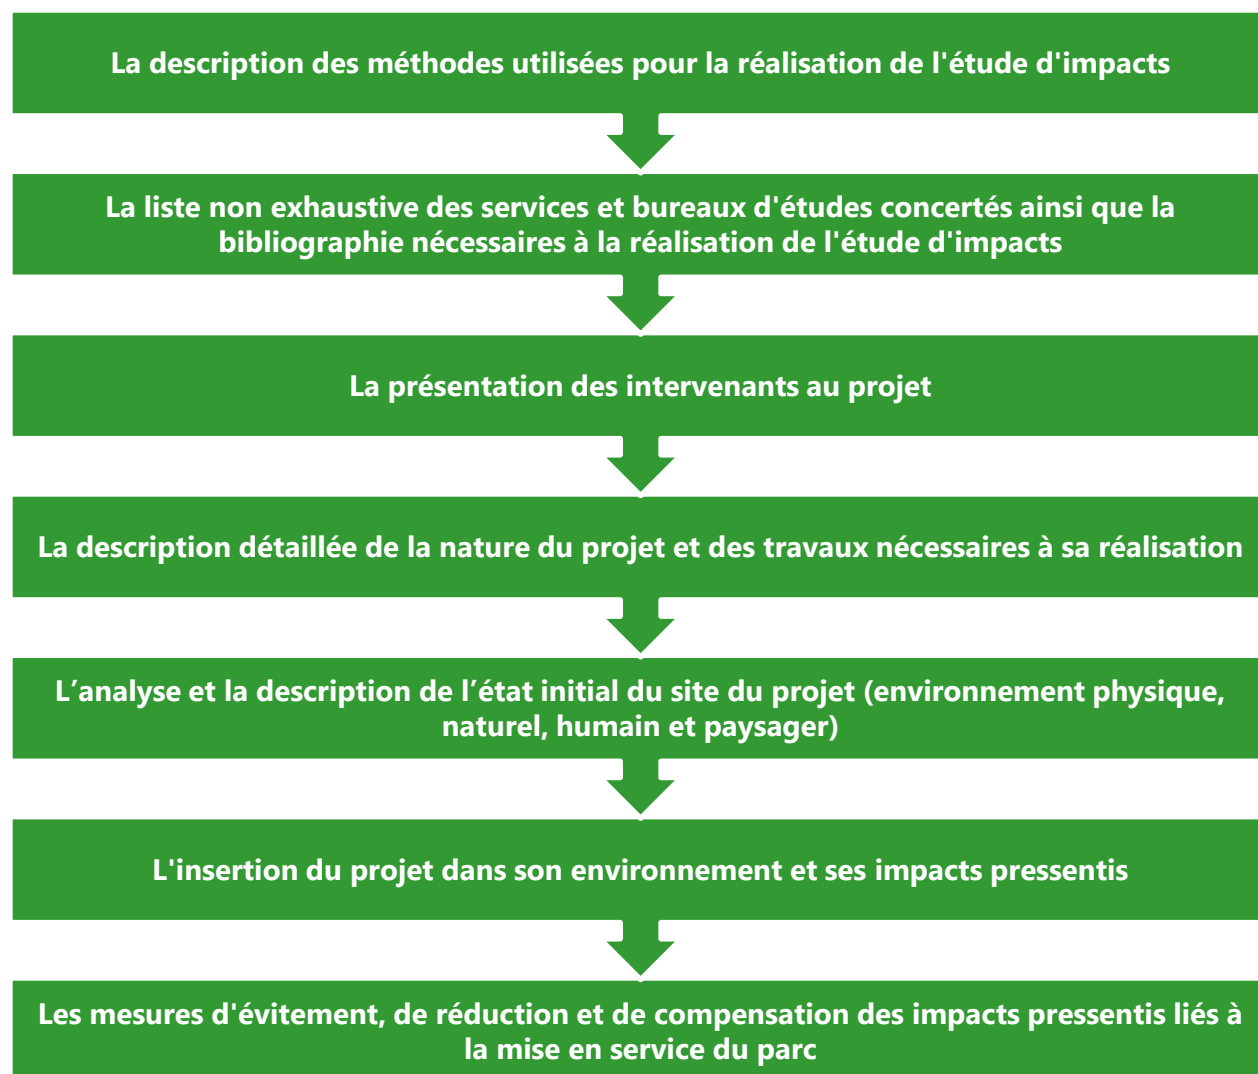 La description des méthodes utilisées pour la réalisation de l'étude d'impacts
La liste non exhaustive des services et bureaux d'études concertés ainsi que la
bibliographie nécessaires à la réalisation de l'étude d'impacts
La présentation des intervenants au projet
La description détaillée de la nature du projet et des travaux nécessaires à sa réalisation
L’analyse et la description de l’état initial du site du projet (environnement physique,
naturel, humain et paysager)
L'insertion du projet dans son environnement et ses impacts pressentis
Les mesures d'évitement, de réduction et de compensation des impacts pressentis liés à
la mise en service du parc